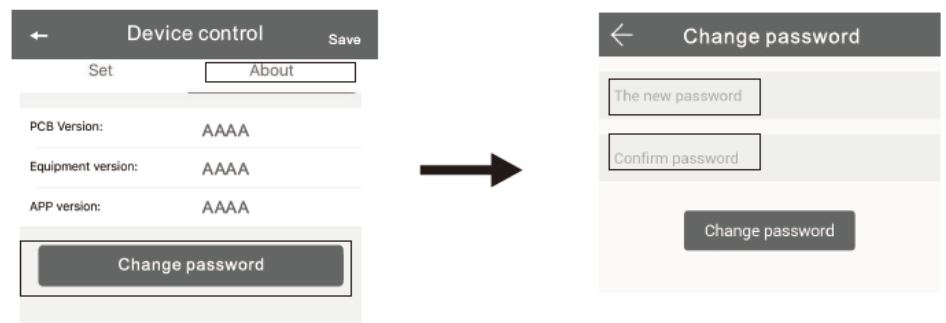 Device control
Save
Set
About
PCB Version:
AAAA
Equipment version:
AAAA
APP version:
AAAA
Change password
Change password
The new password
Confirm password
Change password